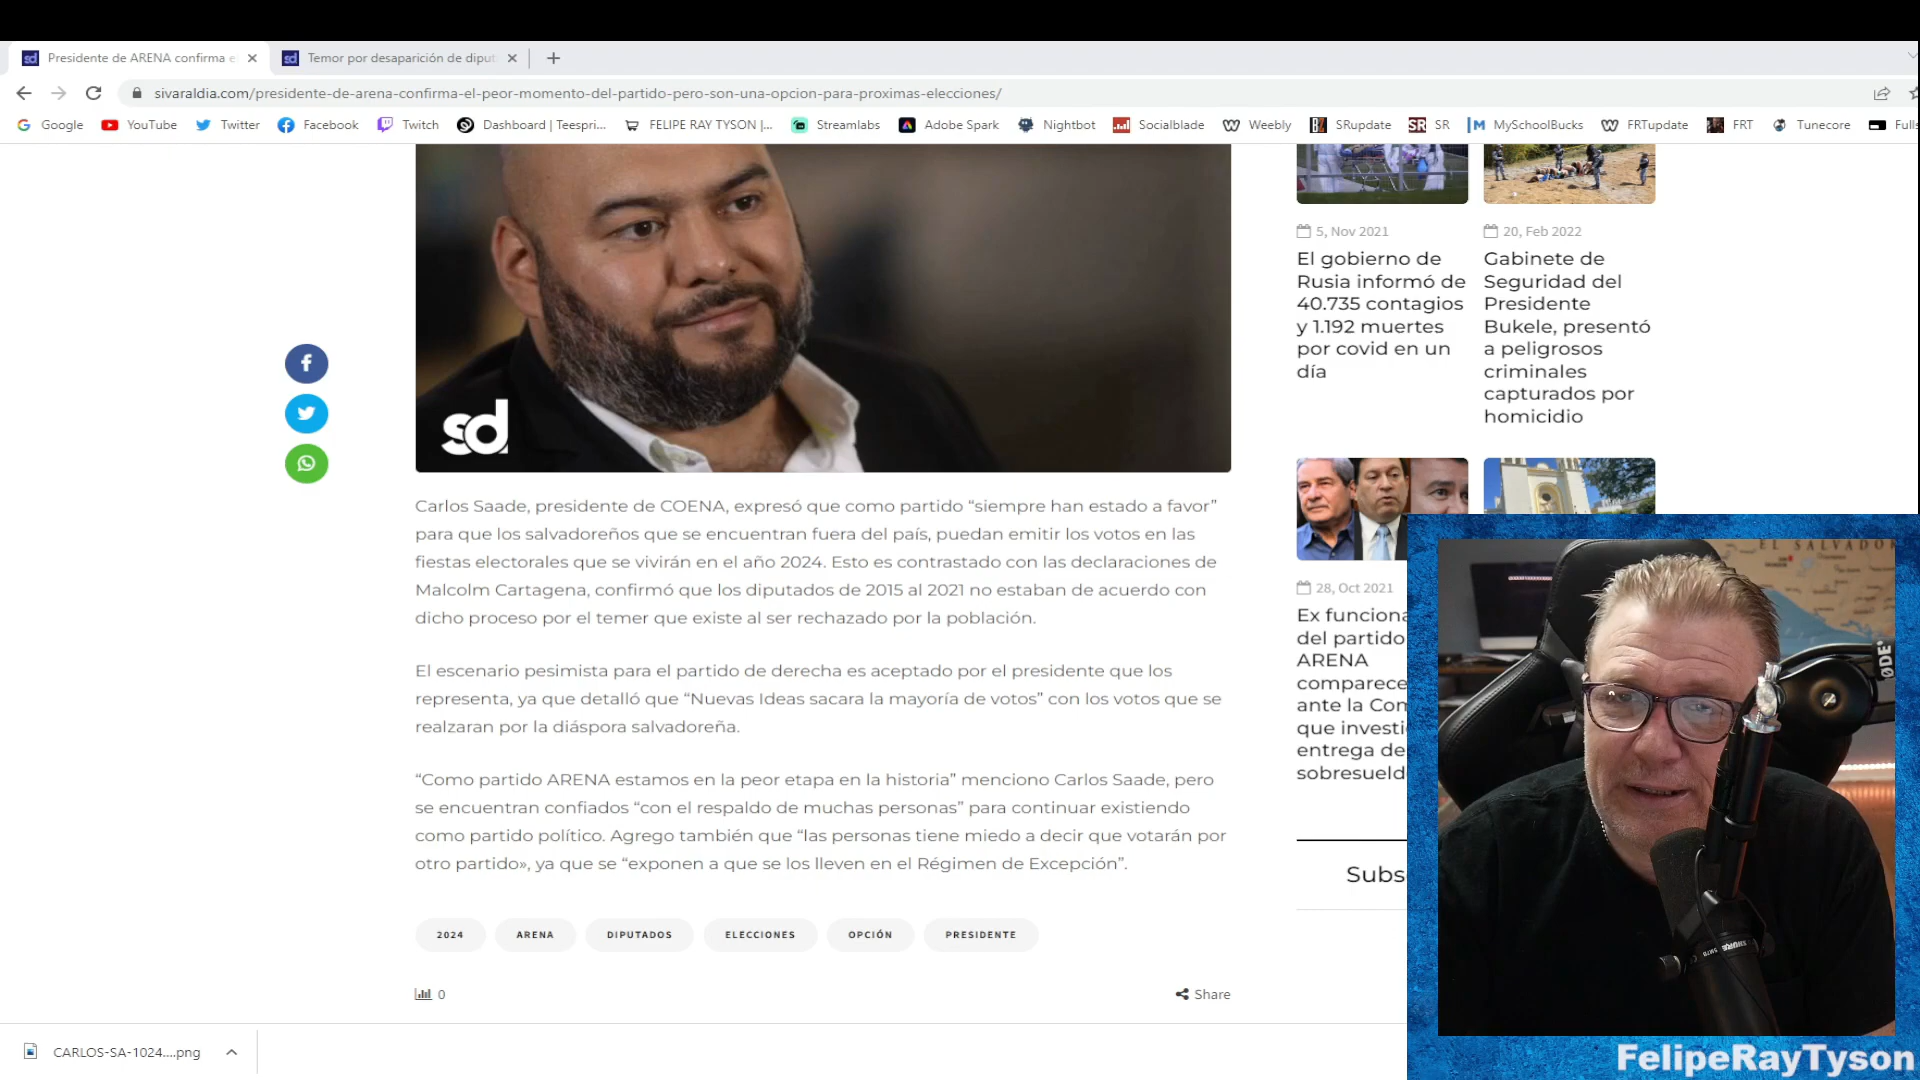 sd Presidente de ARENA confirma e
sd Temor por desaparición de diput
sivaraldia.com/presidente-de-arena-confirma-el-peor-momento-del-partido-pero-son-una-opcion-para-proximas-elecciones/
Google YouTube Twitter Facebook Twitch Dashboard | Teespri... FELIPE RAY TYSON |... Streamlabs Adobe Spark Nightbot Socialblade Weebly SRupdate SR SR MySchoolBucks FRTupdate FRT Tunecore Fulls
sd
Carlos Saade, presidente de COENA, expresó que como partido “siempre han estado a favor”
para que los salvadoreños que se encuentran fuera del país, puedan emitir los votos en las
fiestas electorales que se vivirán en el año 2024. Esto es contrastado con las declaraciones de
Malcolm Cartagena, confirmó que los diputados de 2015 al 2021 no estaban de acuerdo con
dicho proceso por el temer que existe al ser rechazado por la población.
El escenario pesimista para el partido de derecha es aceptado por el presidente que los
representa, ya que detalló que “Nuevas Ideas sacara la mayoría de votos” con los votos que se
realzaran por la diáspora salvadoreña.
“Como partido ARENA estamos en la peor etapa en la historia” menciono Carlos Saade, pero
se encuentran confiados “con el respaldo de muchas personas” para continuar existiendo
como partido político. Agrego también que “las personas tiene miedo a decir que votarán por
otro partido», ya que se “exponen a que se los lleven en el Régimen de Excepción”.
2024 ARENA DIPUTADOS ELECCIONES OPCIÓN PRESIDENTE
0
Share
5, Nov 2021
El gobierno de
Rusia informó de
40.735 contagios
y 1.192 muertes
por covid en un
día
20, Feb 2022
Gabinete de
Seguridad del
Presidente
Bukele, presentó
a peligrosos
criminales
capturados por
homicidio
28, Oct 2021
Ex funciona
del partido
ARENA
comparece
ante la Com
que investi
entrega de
sobresueld
Subs
EL SALVADOR
RØDE
SHURE
SM7B
CARLOS-SA-1024....png
FelipeRayTyson